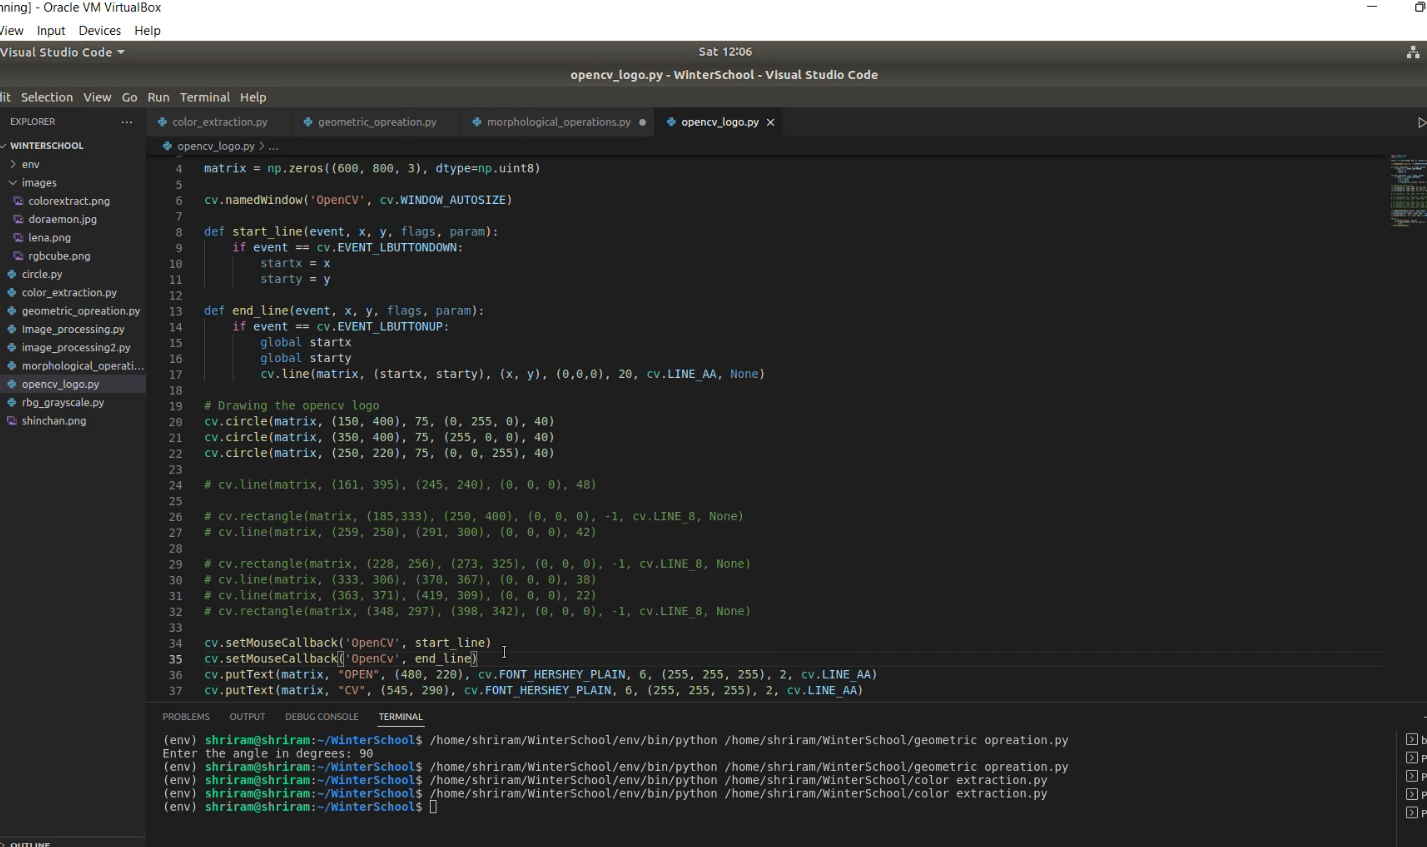 nning] - Oracle VM VirtualBox
View Input Devices Help
Visual Studio Code
Sat 12:06
opencv_logo.py - WinterSchool - Visual Studio Code
dit Selection View Go Run Terminal Help
EXPLORER ...
color_extraction.py geometric_opreation.py morphological_operations.py opencv_logo.py
WINTERSCHOOL
env
images
colorextract.png
doraemon.jpg
lena.png
rgbcube.png
circle.py
color_extraction.py
geometric_opreation.py
Image_processing.py
image_processing2.py
morphological_operati...
opencv_logo.py
rbg_grayscale.py
shinchan.png
OUTLINE
opencv_logo.py > ...
4 matrix = np.zeros((600, 800, 3), dtype=np.uint8)
5
6 cv.namedWindow('OpenCV', cv.WINDOW_AUTOSIZE)
7
8 def start_line(event, x, y, flags, param):
9 if event == cv.EVENT_LBUTTONDOWN:
10 startx = x
11 starty = y
12
13 def end_line(event, x, y, flags, param):
14 if event == cv.EVENT_LBUTTONUP:
15 global startx
16 global starty
17 cv.line(matrix, (startx, starty), (x, y), (0,0,0), 20, cv.LINE_AA, None)
18
19 # Drawing the opencv logo
20 cv.circle(matrix, (150, 400), 75, (0, 255, 0), 40)
21 cv.circle(matrix, (350, 400), 75, (255, 0, 0), 40)
22 cv.circle(matrix, (250, 220), 75, (0, 0, 255), 40)
23
24 # cv.line(matrix, (161, 395), (245, 240), (0, 0, 0), 48)
25
26 # cv.rectangle(matrix, (185,333), (250, 400), (0, 0, 0), -1, cv.LINE_8, None)
27 # cv.line(matrix, (259, 250), (291, 300), (0, 0, 0), 42)
28
29 # cv.rectangle(matrix, (228, 256), (273, 325), (0, 0, 0), -1, cv.LINE_8, None)
30 # cv.line(matrix, (333, 306), (370, 367), (0, 0, 0), 38)
31 # cv.line(matrix, (363, 371), (419, 309), (0, 0, 0), 22)
32 # cv.rectangle(matrix, (348, 297), (398, 342), (0, 0, 0), -1, cv.LINE_8, None)
33
34 cv.setMouseCallback('OpenCV', start_line)
35 cv.setMouseCallback('OpenCv', end_line)
36 cv.putText(matrix, "OPEN", (480, 220), cv.FONT_HERSHEY_PLAIN, 6, (255, 255, 255), 2, cv.LINE_AA)
37 cv.putText(matrix, "CV", (545, 290), cv.FONT_HERSHEY_PLAIN, 6, (255, 255, 255), 2, cv.LINE_AA)
PROBLEMS OUTPUT DEBUG CONSOLE TERMINAL
(env) shriram@shriram:~/WinterSchool$ /home/shriram/WinterSchool/env/bin/python /home/shriram/WinterSchool/geometric opreation.py
Enter the angle in degrees: 90
(env) shriram@shriram:~/WinterSchool$ /home/shriram/WinterSchool/env/bin/python /home/shriram/WinterSchool/geometric opreation.py
(env) shriram@shriram:~/WinterSchool$ /home/shriram/WinterSchool/env/bin/python /home/shriram/WinterSchool/color extraction.py
(env) shriram@shriram:~/WinterSchool$ /home/shriram/WinterSchool/env/bin/python /home/shriram/WinterSchool/color extraction.py
(env) shriram@shriram:~/WinterSchool$